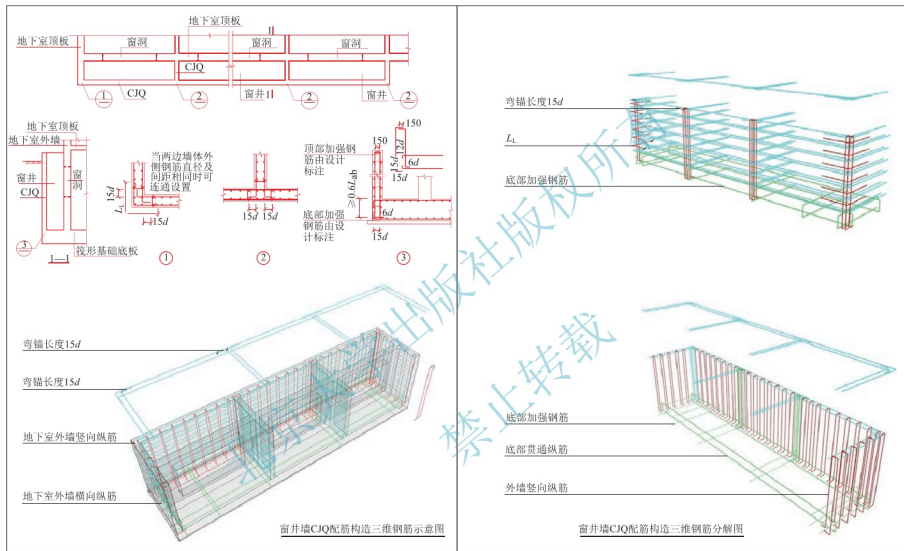 地下室顶板
1
地下室顶板
窗洞
窗洞
窗洞
CJQ
CJQ
窗井
1
窗井
1
2
2
2
地下室顶板
地下室外墙
窗井
CJQ
窗洞
3
筏形基础底板
1—1
当两边墙体外
侧钢筋直径及
间距相同时可
连通设置
15d
LL
15d
1
15d 15d
2
150
150
顶部加强钢
筋由设计
标注
12d
15d
6d
15d
≥0.6Lab
底部加强
钢筋由设
计标注
6d
15d
3
弯锚长度15d
LL
底部加强钢筋
弯锚长度15d
弯锚长度15d
地下室外墙竖向纵筋
地下室外墙横向纵筋
窗井墙CJQ配筋构造三维钢筋示意图
底部加强钢筋
底部贯通纵筋
外墙竖向纵筋
窗井墙CJQ配筋构造三维钢筋分解图
出版社版权所有
禁止转载